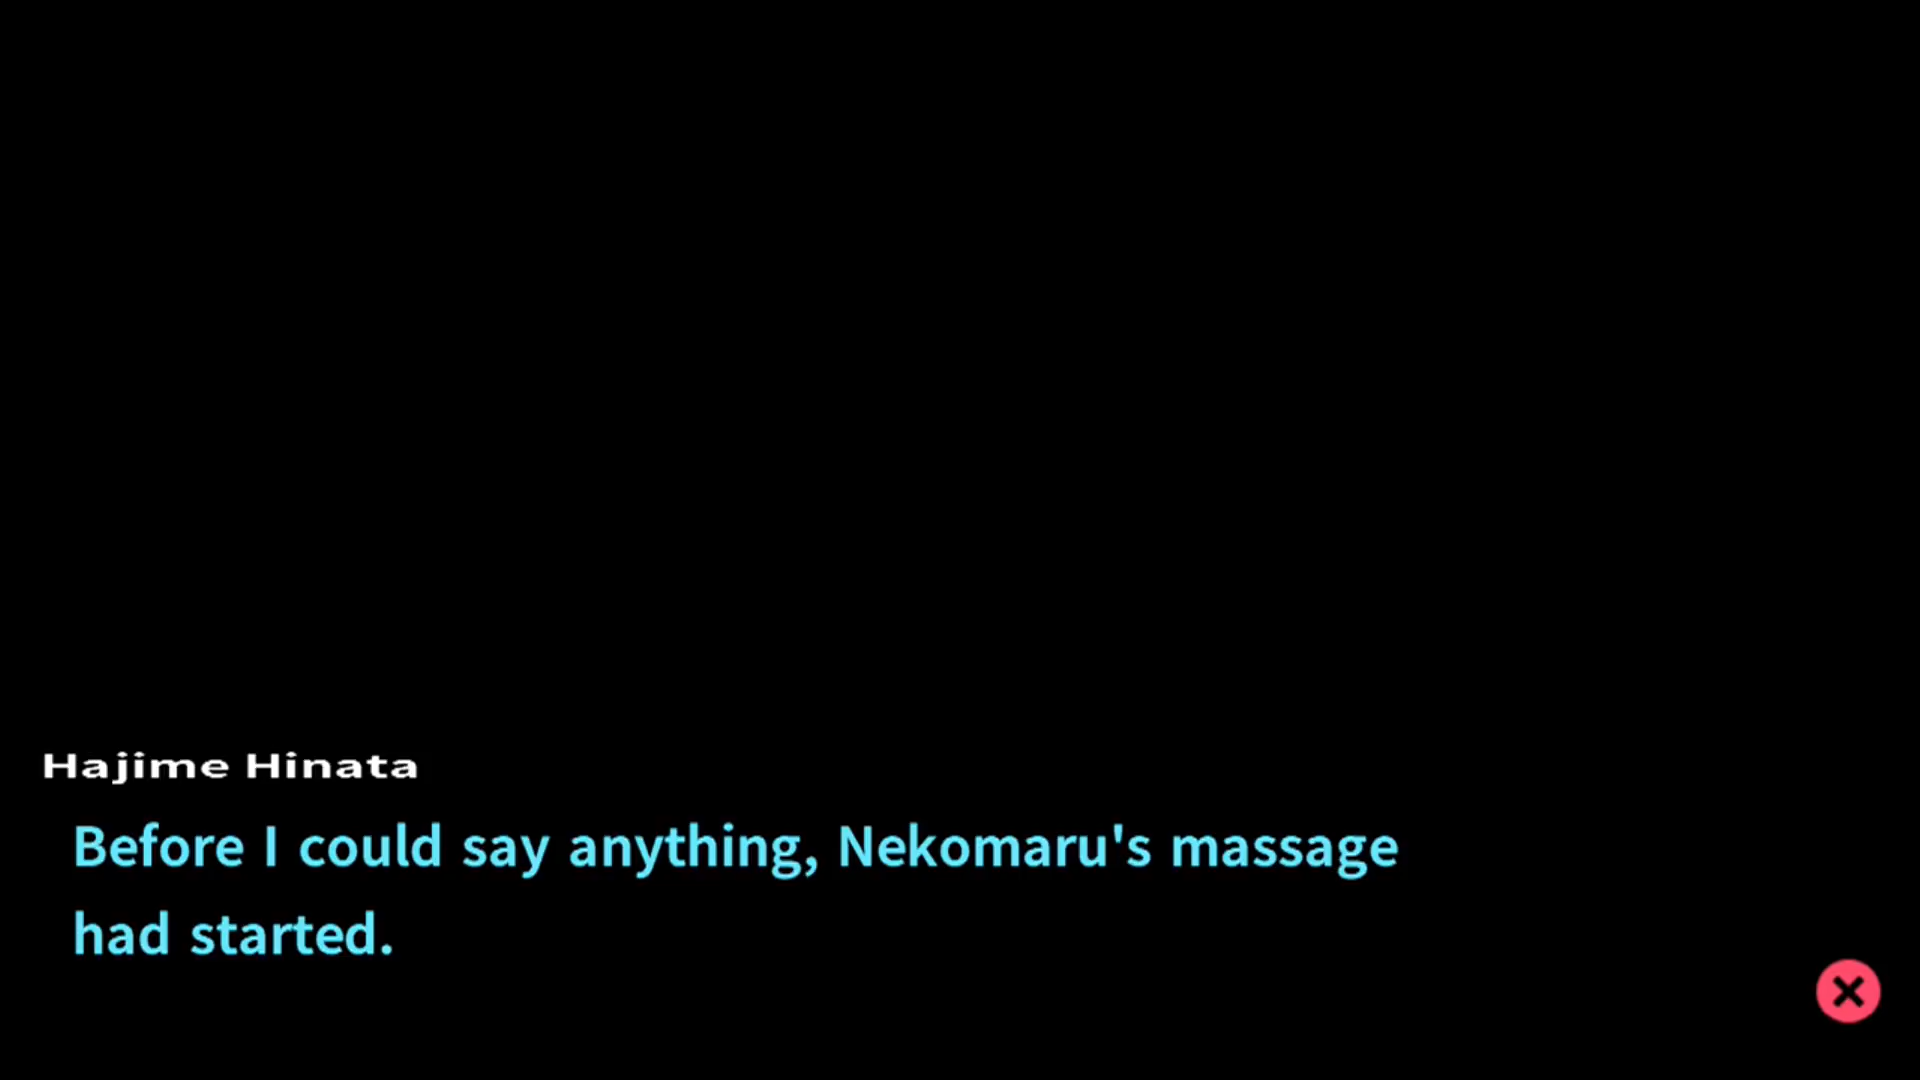 Hajime Hinata
Before I could say anything, Nekomaru's massage
had started.